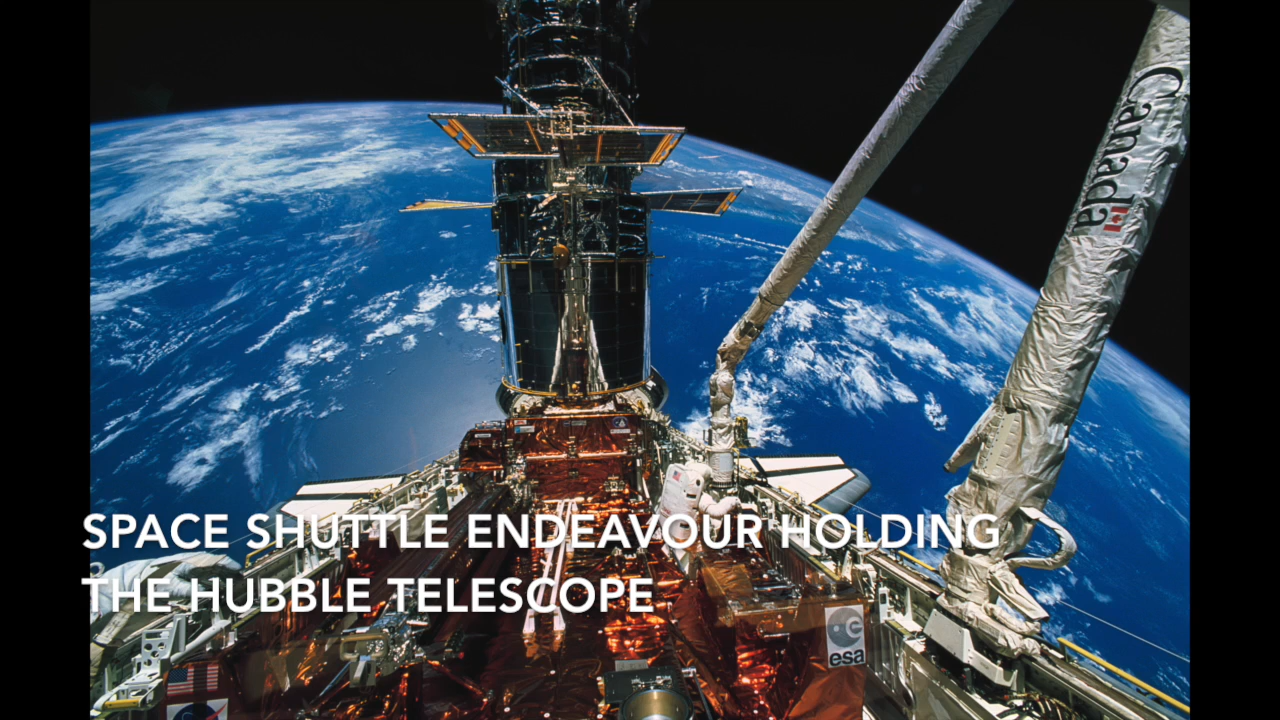 Canada
SPACE SHUTTLE ENDEAVOUR HOLDING
THE HUBBLE TELESCOPE
esa